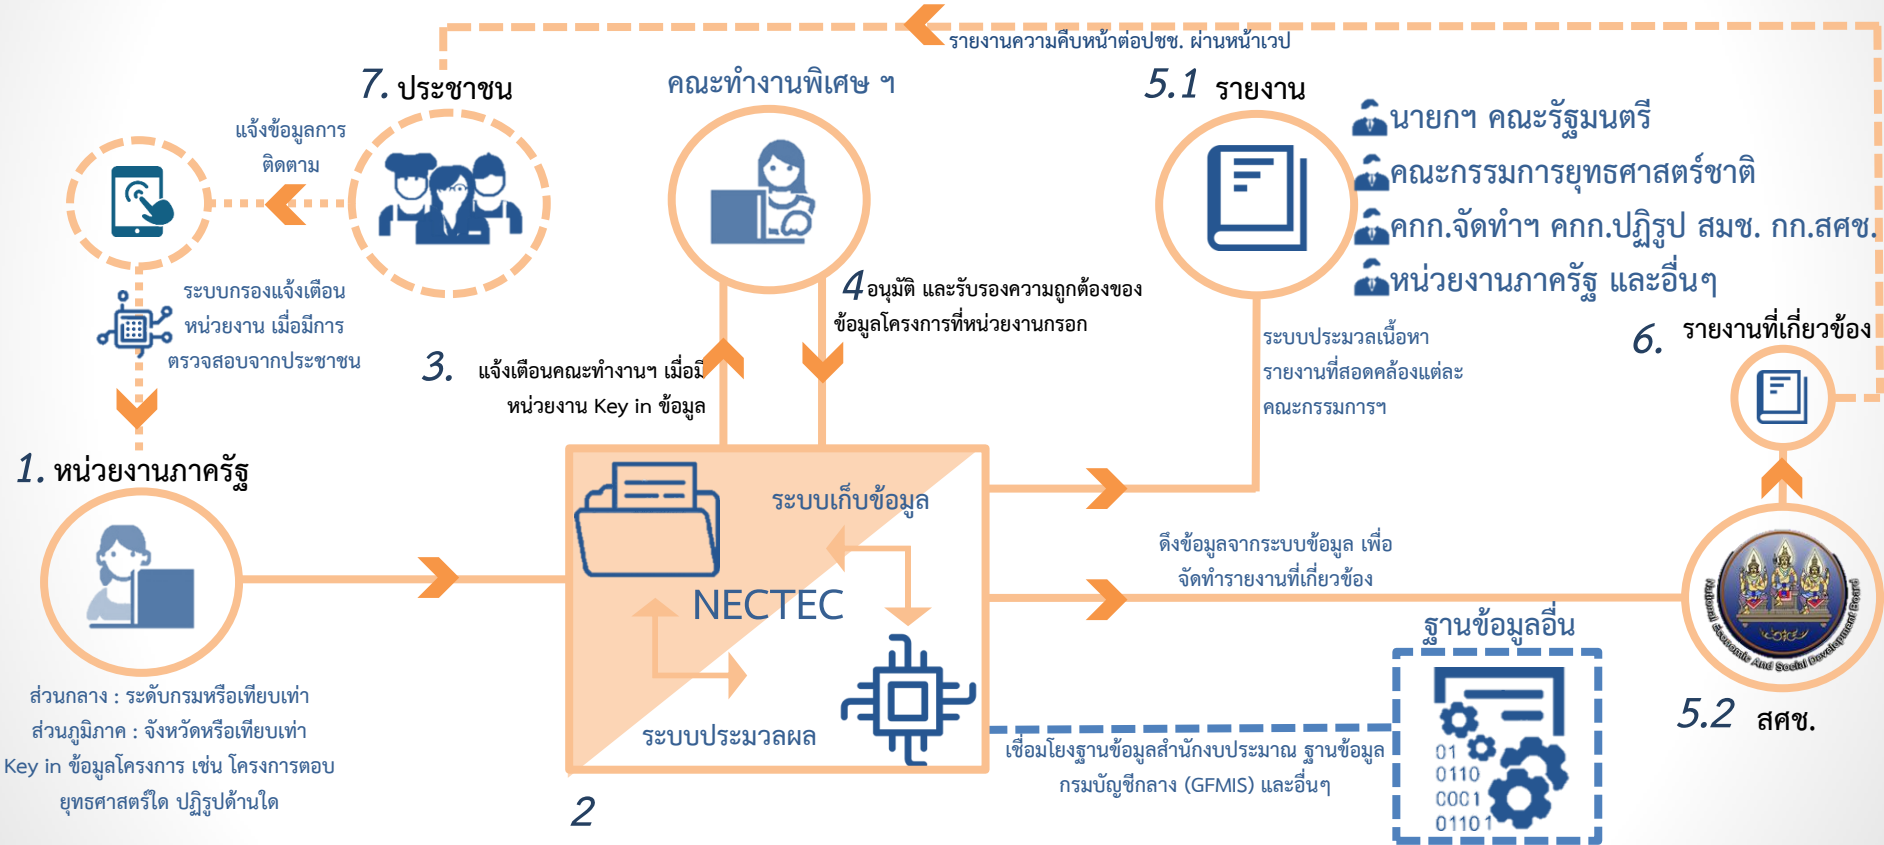 รายงานความคืบหน้าต่อปชช. ผ่านหน้าเวป
7. ประชาชน
แจ้งข้อมูลการ
ติดตาม
ระบบกรองแจ้งเตือน
หน่วยงาน เมื่อมีการ
ตรวจสอบจากประชาชน
คณะทำงานพิเศษ ฯ
3. แจ้งเตือนคณะทำงานฯ เมื่อมี
หน่วยงาน Key in ข้อมูล
4 อนุมัติ และรับรองความถูกต้องของ
ข้อมูลโครงการที่หน่วยงานกรอก
5.1 รายงาน
นายกฯ คณะรัฐมนตรี
คณะกรรมการยุทธศาสตร์ชาติ
คกก.จัดทำฯ คกก.ปฏิรูป สมช. กก.สศช.
หน่วยงานภาครัฐ และอื่นๆ
ระบบประมวลเนื้อหา
รายงานที่สอดคล้องแต่ละ
คณะกรรมการฯ
6. รายงานที่เกี่ยวข้อง
1. หน่วยงานภาครัฐ
ส่วนกลาง : ระดับกรมหรือเทียบเท่า
ส่วนภูมิภาค : จังหวัดหรือเทียบเท่า
Key in ข้อมูลโครงการ เช่น โครงการตอบ
ยุทธศาสตร์ใด ปฏิรูปด้านใด
ระบบเก็บข้อมูล
NECTEC
ระบบประมวลผล
2
ดึงข้อมูลจากระบบข้อมูล เพื่อ
จัดทำรายงานที่เกี่ยวข้อง
National Economic And Social Development Board
5.2 สศช.
ฐานข้อมูลอื่น
01
0110
0001
01101
เชื่อมโยงฐานข้อมูลสำนักงบประมาณ ฐานข้อมูล
กรมบัญชีกลาง (GFMIS) และอื่นๆ